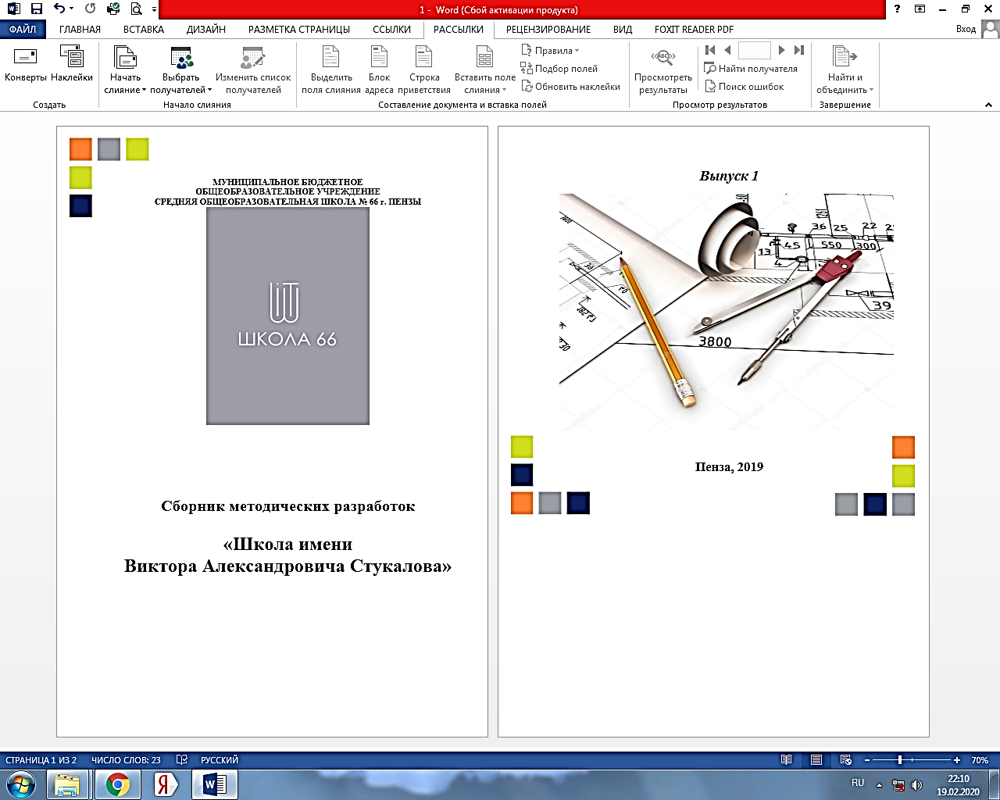 1 - Word (Сбой активации продукта)
ФАЙЛ ГЛАВНАЯ ВСТАВКА ДИЗАЙН РАЗМЕТКА СТРАНИЦЫ ССЫЛКИ РАССЫЛКИ РЕЦЕНЗИРОВАНИЕ ВИД FOXIT READER PDF Вход
Конверты Наклейки
Создать
Начать слияние
Выбрать получателей
Изменить список получателей
Начало слияния
Выделить поля слияния
Блок адреса
Строка приветствия
Вставить поле слияния
Правила
Подбор полей
Обновить наклейки
Составление документа и вставка полей
Просмотреть результаты
ABC
Найти получателя
Поиск ошибок
Просмотр результатов
Найти и объединить
Завершение
МУНИЦИПАЛЬНОЕ БЮДЖЕТНОЕ
ОБЩЕОБРАЗОВАТЕЛЬНОЕ УЧРЕЖДЕНИЕ
СРЕДНЯЯ ОБЩЕОБРАЗОВАТЕЛЬНАЯ ШКОЛА № 66 г. ПЕНЗЫ
ШКОЛА 66
Сборник методических разработок
«Школа имени
Виктора Александровича Стукалова»
Выпуск 1
36 25 22
13 45 550 300
4
39
3800
Пенза, 2019
СТРАНИЦА 1 ИЗ 2 ЧИСЛО СЛОВ: 23 РУССКИЙ 70%
RU 22:10
19.02.2020